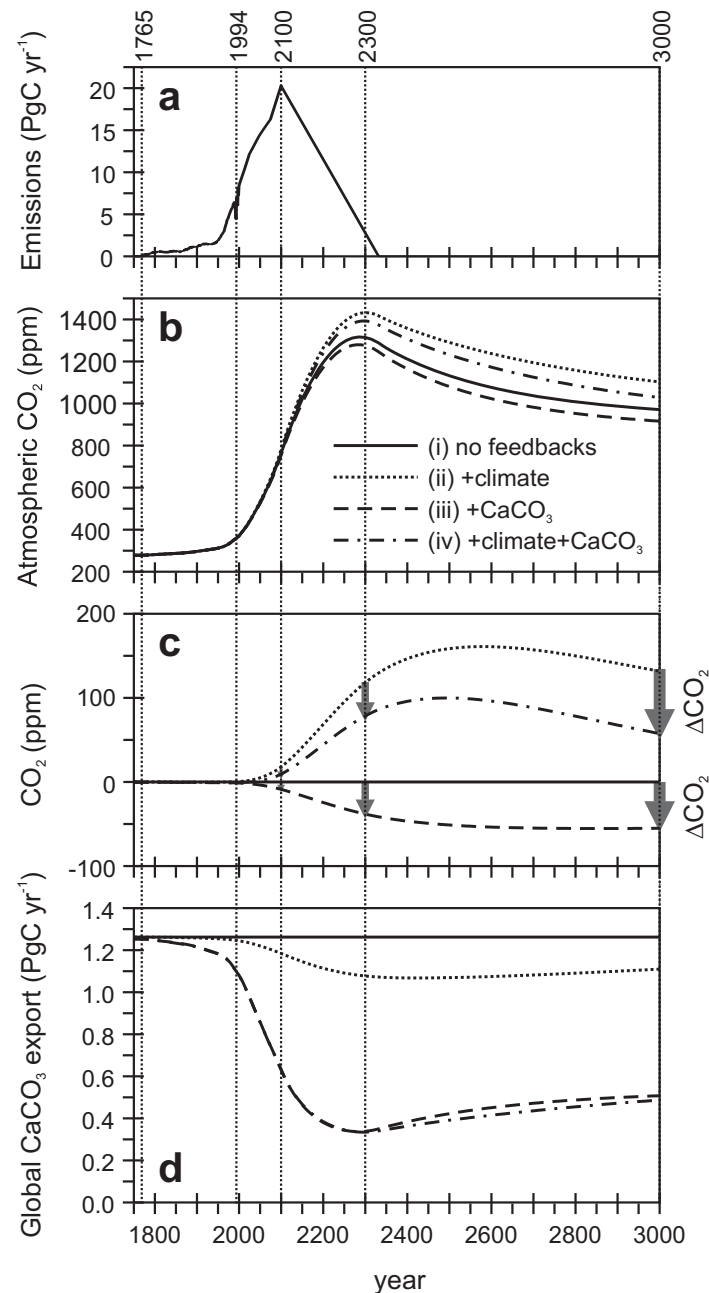 1765
1994
2100
2300
3000
a
Emissions (PgC yr⁻¹)
20
15
10
5
0
b
Atmospheric CO₂ (ppm)
1400
1200
1000
800
600
400
200
(i) no feedbacks
(ii) +climate
(iii) +CaCO₃
(iv) +climate+CaCO₃
c
CO₂ (ppm)
200
100
0
-100
ΔCO₂
ΔCO₂
d
Global CaCO₃ export (PgC yr⁻¹)
1.4
1.2
1.0
0.8
0.6
0.4
0.2
0.0
1800 2000 2200 2400 2600 2800 3000
year